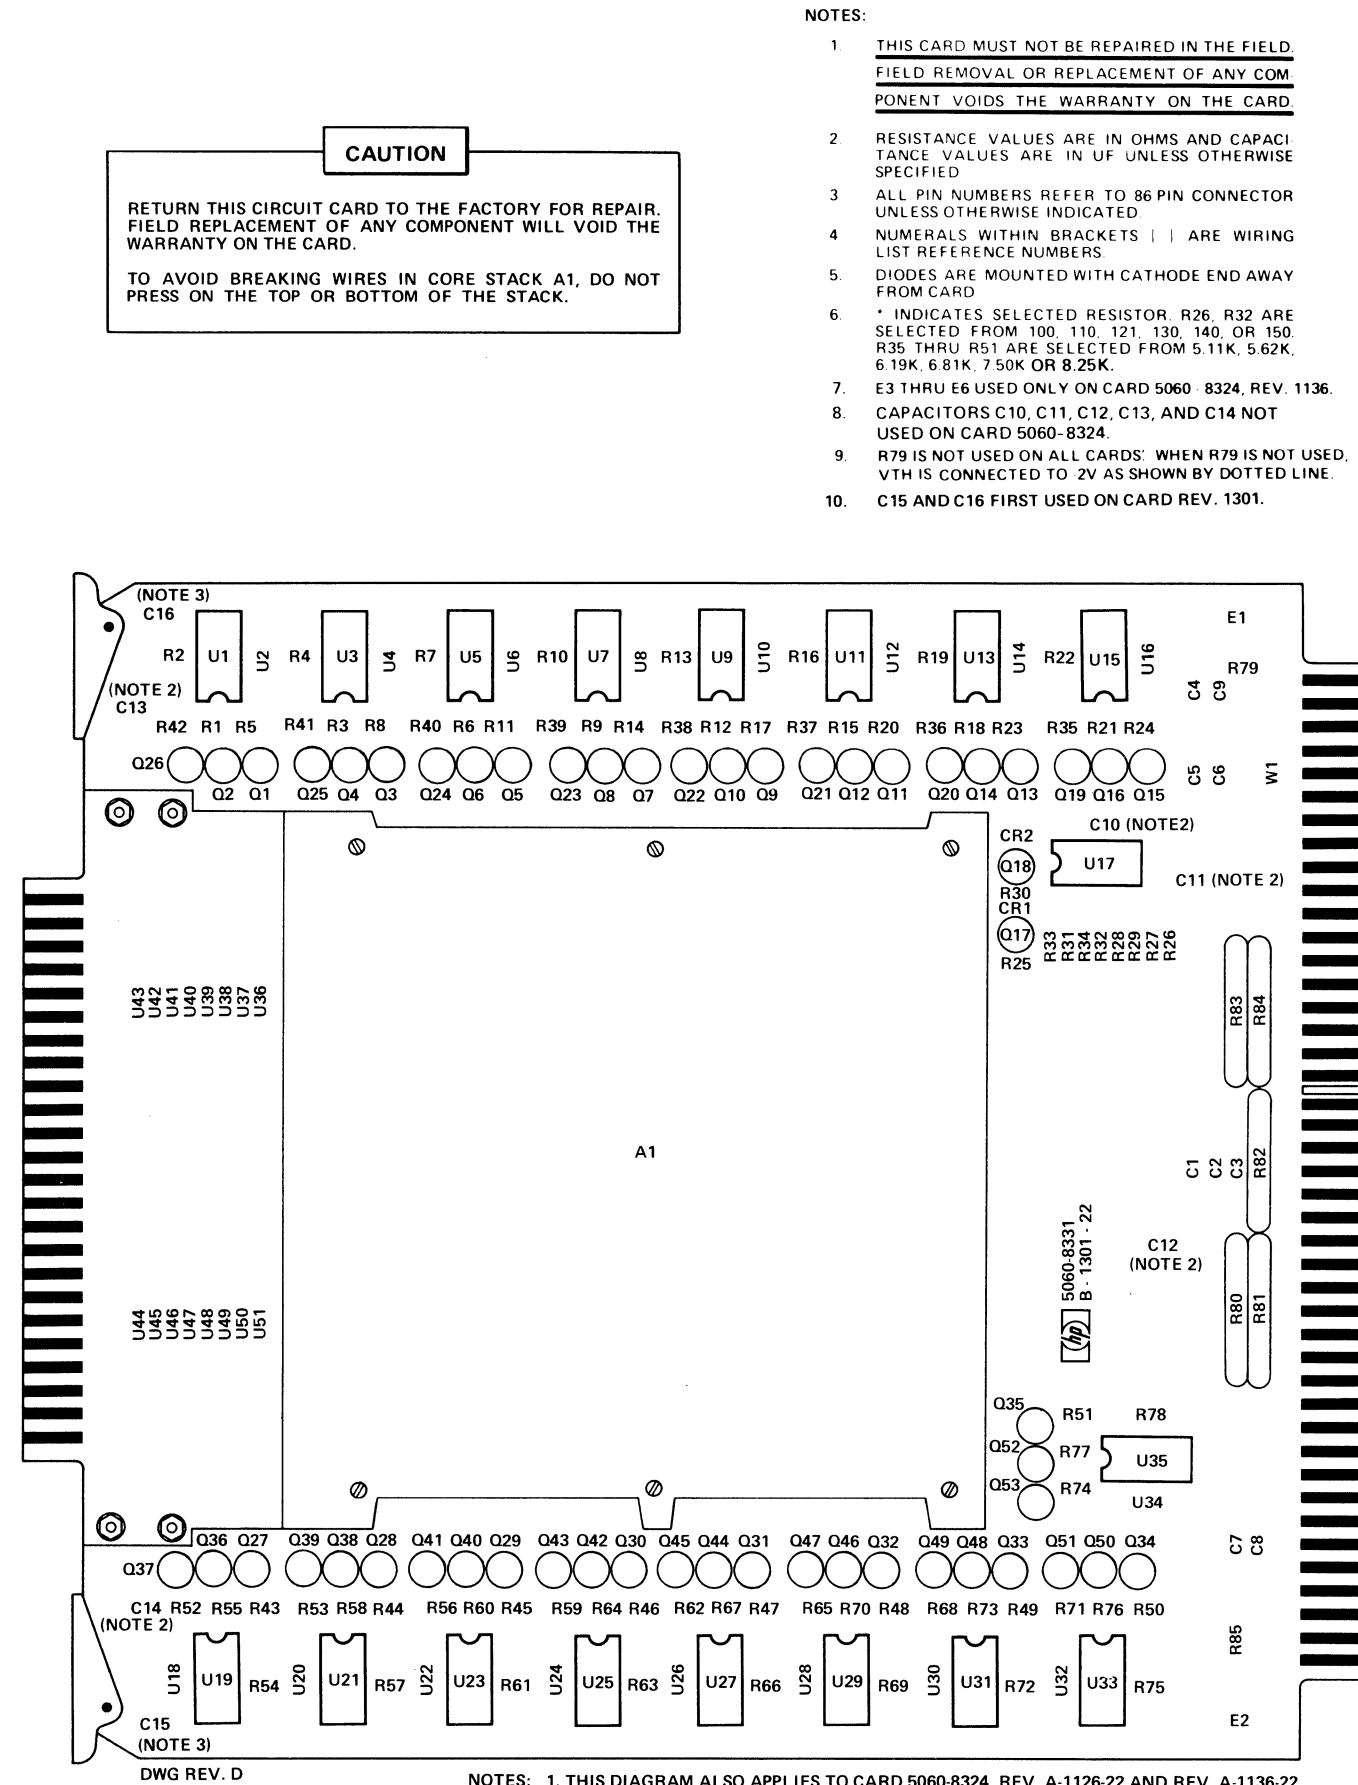 NOTES:
1. THIS CARD MUST NOT BE REPAIRED IN THE FIELD.
FIELD REMOVAL OR REPLACEMENT OF ANY COM-
PONENT VOIDS THE WARRANTY ON THE CARD.
2. RESISTANCE VALUES ARE IN OHMS AND CAPACI-
TANCE VALUES ARE IN UF UNLESS OTHERWISE
SPECIFIED
3 ALL PIN NUMBERS REFER TO 86 PIN CONNECTOR
UNLESS OTHERWISE INDICATED.
4 NUMERALS WITHIN BRACKETS [ ] ARE WIRING
LIST REFERENCE NUMBERS.
5. DIODES ARE MOUNTED WITH CATHODE END AWAY
FROM CARD
6. * INDICATES SELECTED RESISTOR. R26, R32 ARE
SELECTED FROM 100, 110, 121, 130, 140, OR 150.
R35 THRU R51 ARE SELECTED FROM 5.11K, 5.62K,
6.19K, 6.81K, 7.50K OR 8.25K.
7. E3 THRU E6 USED ONLY ON CARD 5060-8324, REV. 1136.
8. CAPACITORS C10, C11, C12, C13, AND C14 NOT
USED ON CARD 5060-8324.
9. R79 IS NOT USED ON ALL CARDS. WHEN R79 IS NOT USED,
VTH IS CONNECTED TO -2V AS SHOWN BY DOTTED LINE.
10. C15 AND C16 FIRST USED ON CARD REV. 1301.
CAUTION
RETURN THIS CIRCUIT CARD TO THE FACTORY FOR REPAIR.
FIELD REPLACEMENT OF ANY COMPONENT WILL VOID THE
WARRANTY ON THE CARD.
TO AVOID BREAKING WIRES IN CORE STACK A1, DO NOT
PRESS ON THE TOP OR BOTTOM OF THE STACK.
(NOTE 3)
C16
E1
R2 U1 U2 R4 U3 U4 R7 U5 U6 R10 U7 U8 R13 U9 U10 R16 U11 U12 R19 U13 U14 R22 U15 U16 R79
(NOTE 2)
C13
C4 C9
R42 R1 R5 R41 R3 R8 R40 R6 R11 R39 R9 R14 R38 R12 R17 R37 R15 R20 R36 R18 R23 R35 R21 R24
Q26
C5 C6 W1
Q2 Q1 Q25 Q4 Q3 Q24 Q6 Q5 Q23 Q8 Q7 Q22 Q10 Q9 Q21 Q12 Q11 Q20 Q14 Q13 Q19 Q16 Q15
C10 (NOTE2)
CR2
Q18 U17
C11 (NOTE 2)
R30
CR1
Q17
R25
R33 R31 R34 R32 R28 R29 R27 R26
U43 U42 U41 U40 U39 U38 U37 U36
R83 R84
A1
C1 C2 C3 R82
5060-8331
B - 1301 - 22
hp
C12
(NOTE 2)
R80 R81
U44 U45 U46 U47 U48 U49 U50 U51
Q35 R51 R78
Q52 R77 U35
Q53 R74
U34
Q36 Q27 Q39 Q38 Q28 Q41 Q40 Q29 Q43 Q42 Q30 Q45 Q44 Q31 Q47 Q46 Q32 Q49 Q48 Q33 Q51 Q50 Q34 C7 C8
Q37
C14 R52 R55 R43 R53 R58 R44 R56 R60 R45 R59 R64 R46 R62 R67 R47 R65 R70 R48 R68 R73 R49 R71 R76 R50
(NOTE 2)
R85
U18 U19 R54 U20 U21 R57 U22 U23 R61 U24 U25 R63 U26 U27 R66 U28 U29 R69 U30 U31 R72 U32 U33 R75
C15
(NOTE 3)
E2
DWG REV. D
NOTES: 1. THIS DIAGRAM ALSO APPLIES TO CARD 5060-8324, REV. A-1126-22 AND REV. A-1136-22